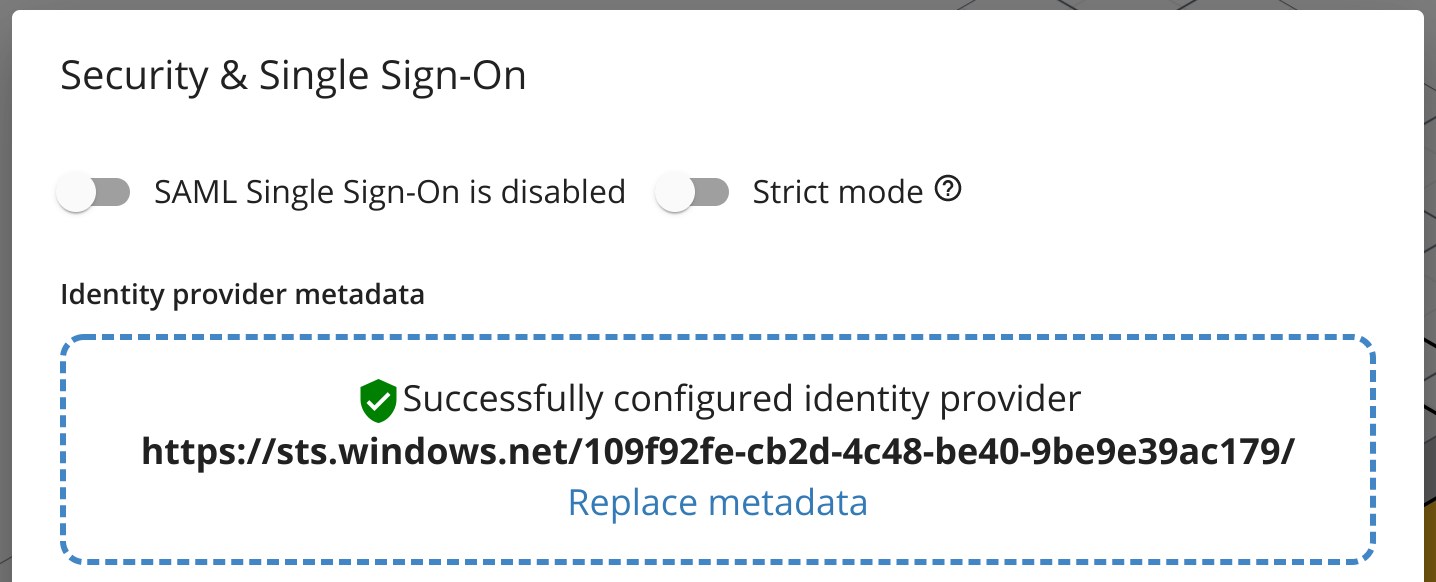 Security & Single Sign-On
SAML Single Sign-On is disabled Strict mode ?
Identity provider metadata
Successfully configured identity provider
https://sts.windows.net/109f92fe-cb2d-4c48-be40-9be9e39ac179/
Replace metadata